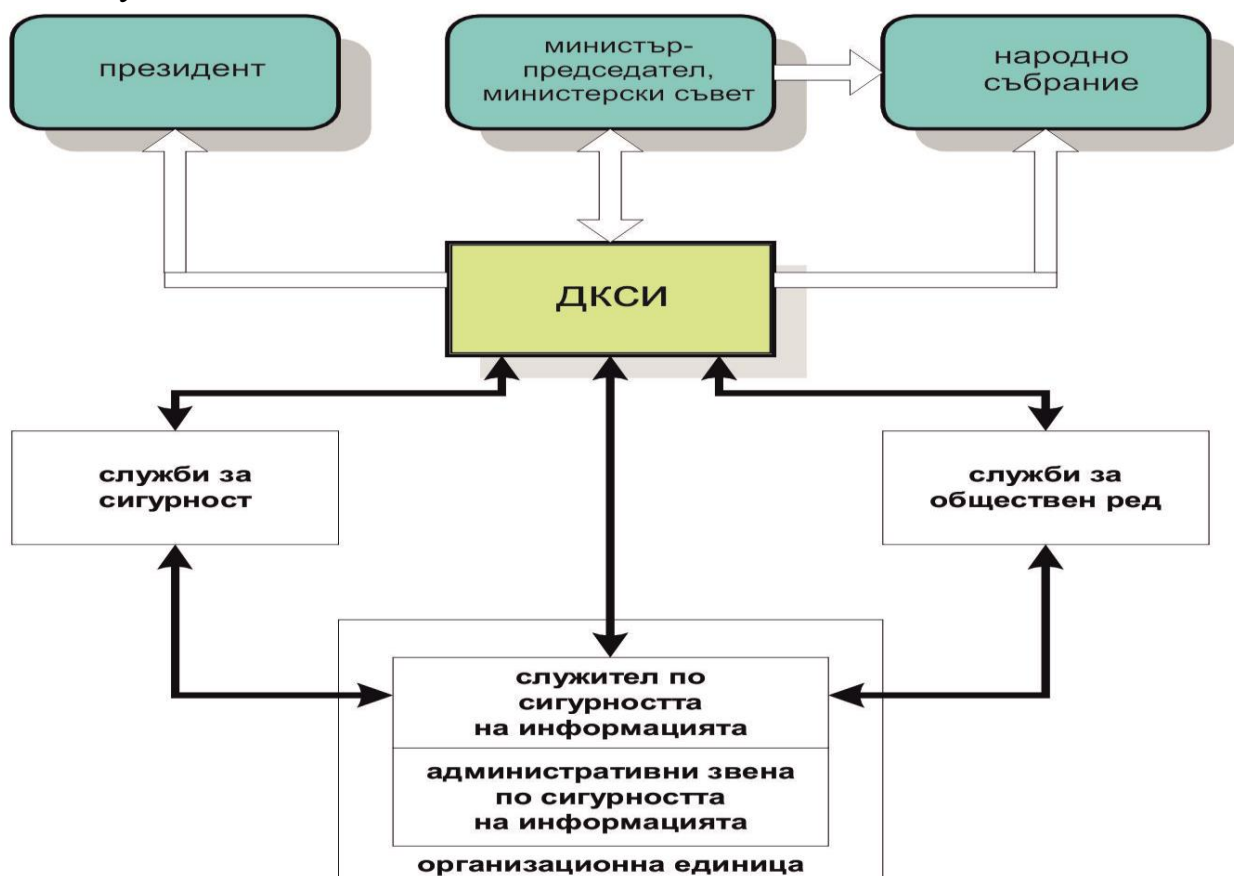 президент
министър-
председател,
министерски съвет
народно
събрание
ДКСИ
служби за
сигурност
служби за
обществен ред
служител по
сигурността
на информацията
административни звена
по сигурността
на информацията
организационна единица